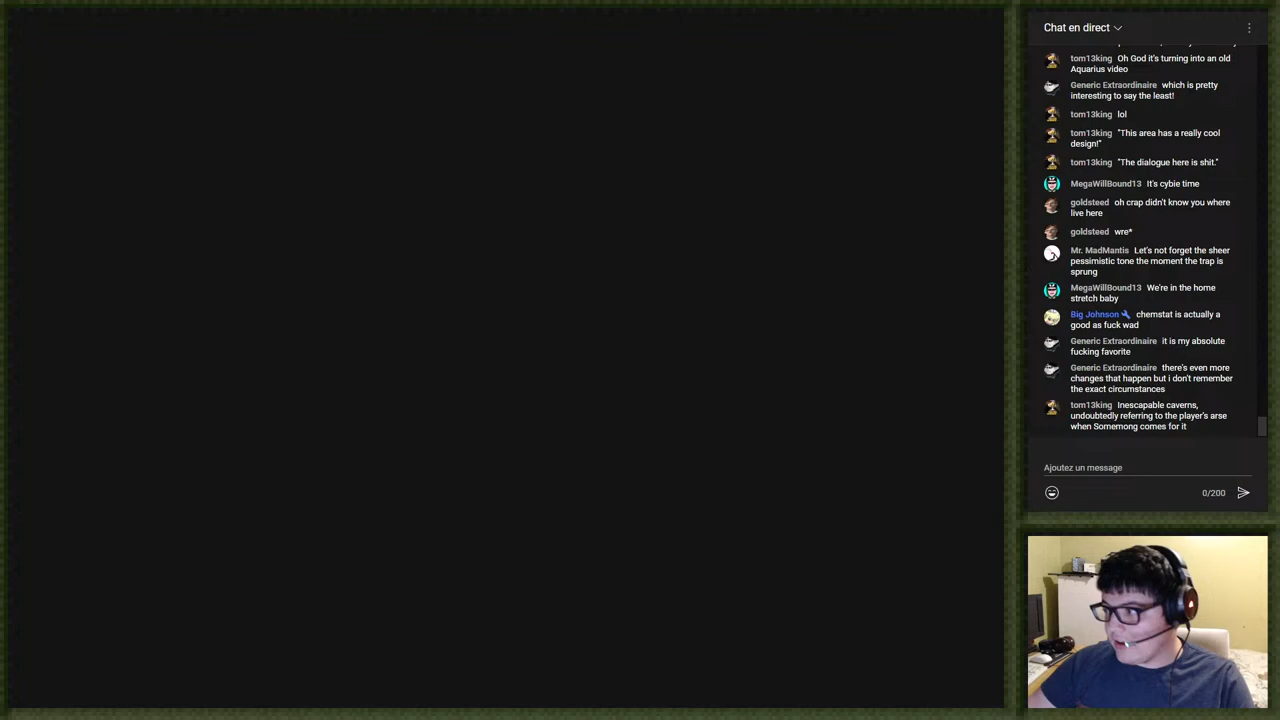 Chat en direct
tom13king Oh God it's turning into an old
Aquarius video
Generic Extraordinaire which is pretty
interesting to say the least!
tom13king lol
tom13king "This area has a really cool
design!"
tom13king "The dialogue here is shit."
MegaWillBound13 It's cybie time
goldsteed oh crap didn't know you where
live here
goldsteed wre*
Mr. MadMantis Let's not forget the sheer
pessimistic tone the moment the trap is
sprung
MegaWillBound13 We're in the home
stretch baby
Big Johnson chemstat is actually a
good as fuck wad
Generic Extraordinaire it is my absolute
fucking favorite
Generic Extraordinaire there's even more
changes that happen but i don't remember
the exact circumstances
tom13king Inescapable caverns,
undoubtedly referring to the player's arse
when Somemong comes for it
Ajoutez un message
0/200